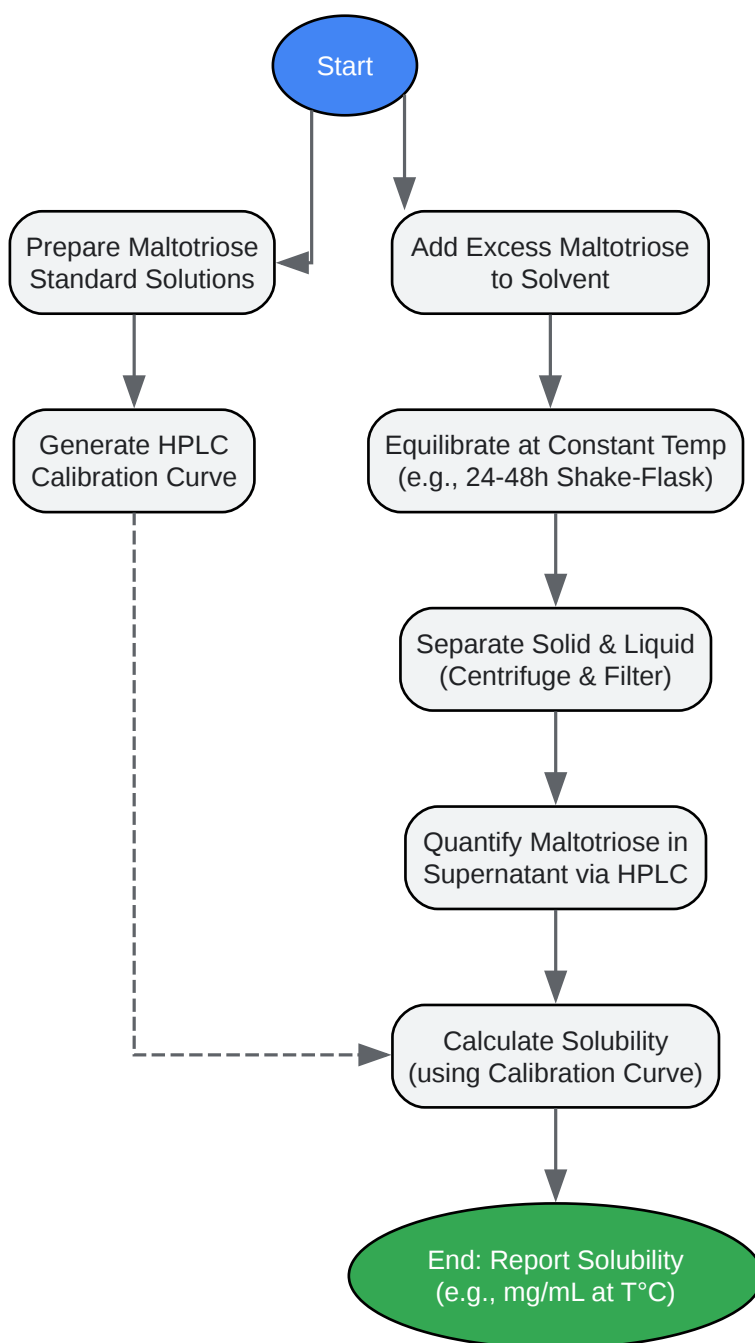 Start
Prepare Maltotriose
Standard Solutions
Add Excess Maltotriose
to Solvent
Generate HPLC
Calibration Curve
Equilibrate at Constant Temp
(e.g., 24-48h Shake-Flask)
Separate Solid & Liquid
(Centrifuge & Filter)
Quantify Maltotriose in
Supernatant via HPLC
Calculate Solubility
(using Calibration Curve)
End: Report Solubility
(e.g., mg/mL at T°C)